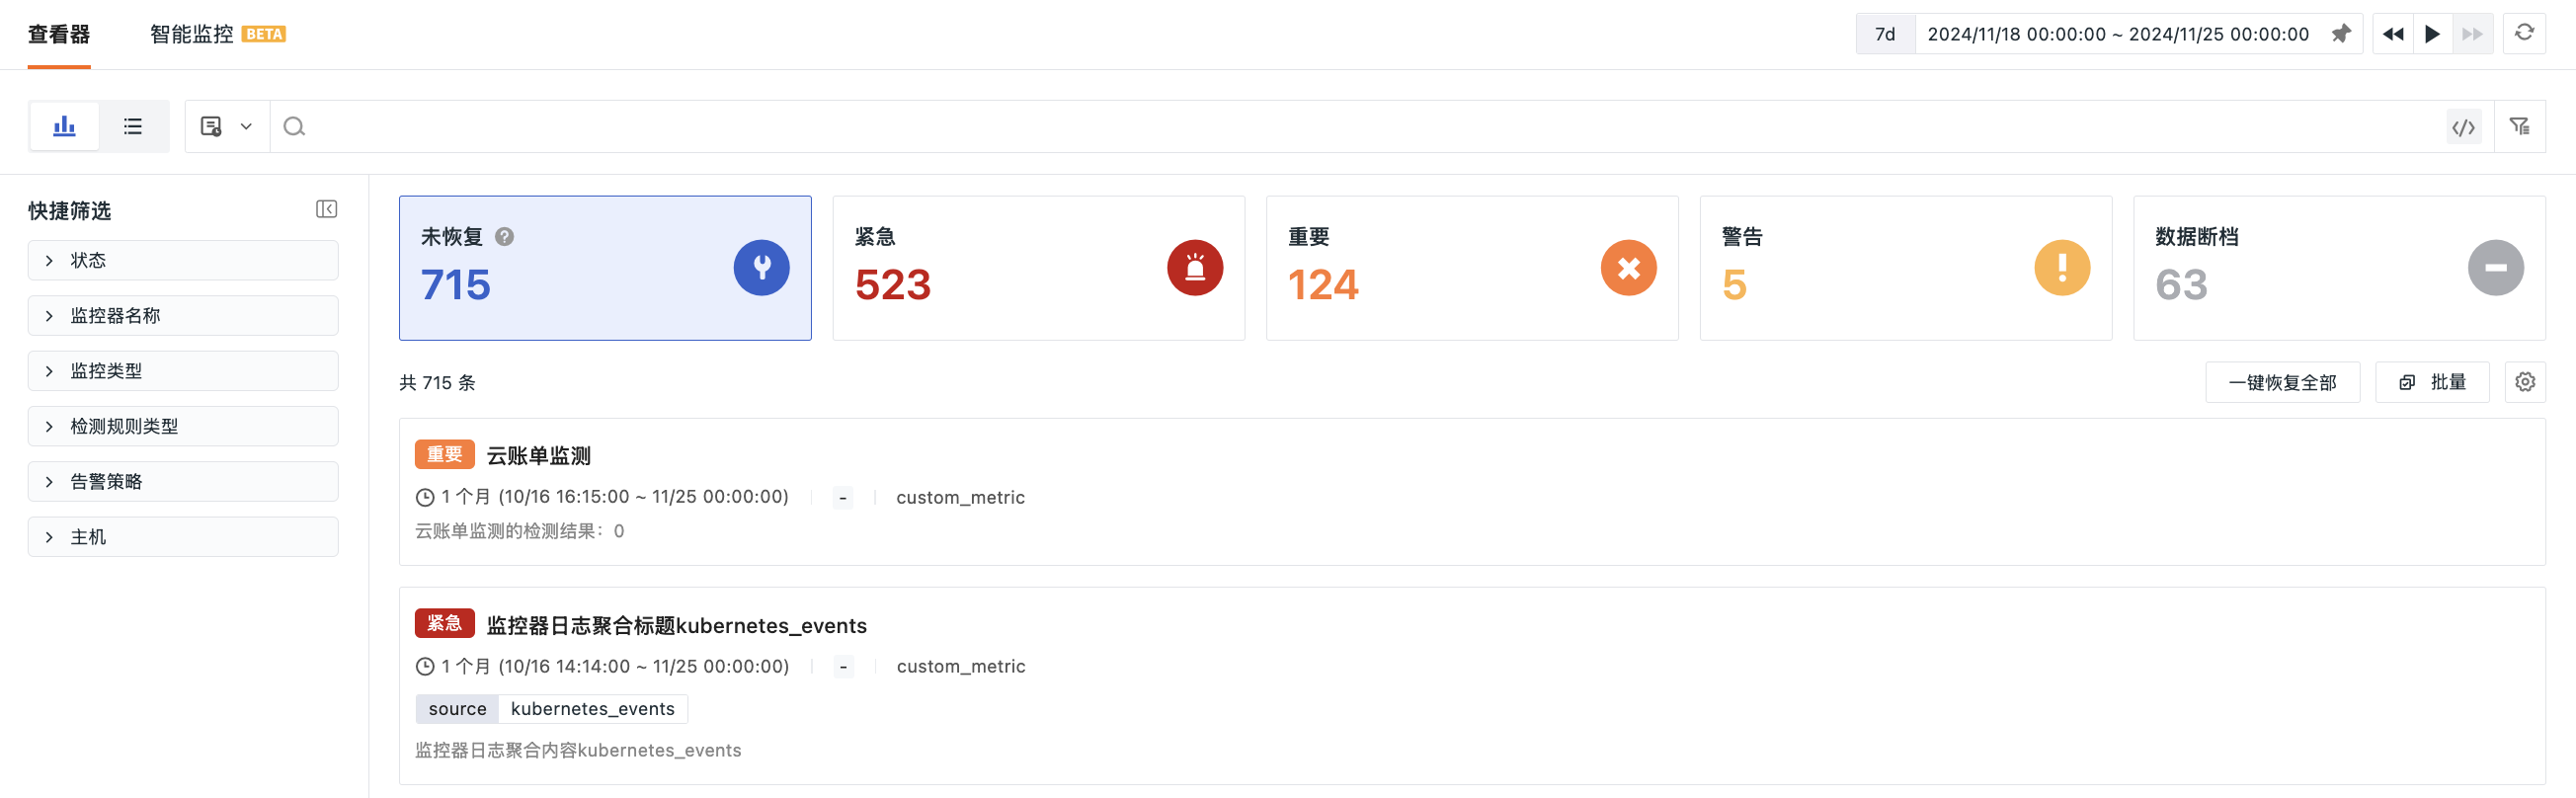 查看器
智能监控 BETA
7d 2024/11/18 00:00:00 ~ 2024/11/25 00:00:00
快捷筛选
状态
监控器名称
监控类型
检测规则类型
告警策略
主机
未恢复
715
紧急
523
重要
124
警告
5
数据断档
63
共 715 条
一键恢复全部
批量
重要 云账单监测
1 个月 (10/16 16:15:00 ~ 11/25 00:00:00) - custom_metric
云账单监测的检测结果：0
紧急 监控器日志聚合标题kubernetes_events
1 个月 (10/16 14:14:00 ~ 11/25 00:00:00) - custom_metric
source kubernetes_events
监控器日志聚合内容kubernetes_events